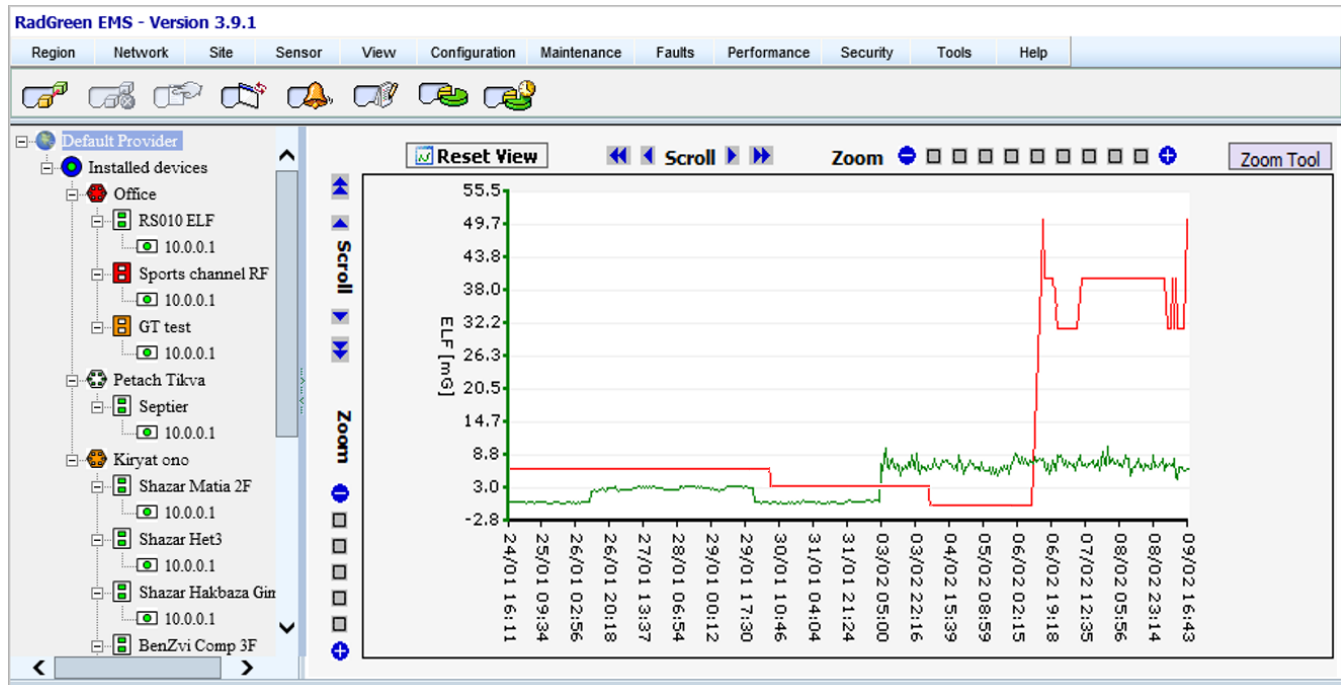 RadGreen EMS - Version 3.9.1
Region Network Site Sensor View Configuration Maintenance Faults Performance Security Tools Help
Default Provider
Installed devices
Office
RS010 ELF
10.0.0.1
Sports channel RF
10.0.0.1
GT test
10.0.0.1
Petach Tikva
Septier
10.0.0.1
Kiryat ono
Shazar Matia 2F
10.0.0.1
Shazar Het3
10.0.0.1
Shazar Hakbaza Gim
10.0.0.1
BenZvi Comp 3F
Reset View Scroll Zoom Zoom Tool
Scroll
Zoom
ELF [mG]
55.5
49.7
43.8
38.0
32.2
26.3
20.5
14.7
8.8
3.0
-2.8
24/01 16:11
25/01 09:34
26/01 02:56
26/01 20:18
27/01 13:37
28/01 06:54
29/01 00:12
29/01 17:30
30/01 10:46
31/01 04:04
31/01 21:24
03/02 05:00
03/02 22:16
04/02 15:39
05/02 08:59
06/02 02:15
06/02 19:18
07/02 12:35
08/02 05:56
08/02 23:14
09/02 16:43